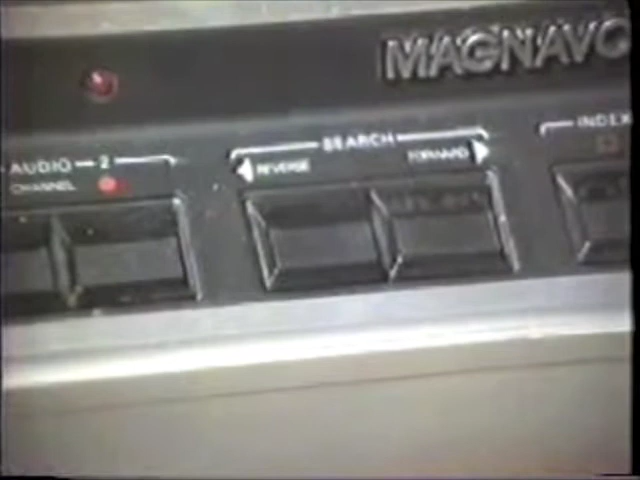 MAGNAVO
AUDIO 2
CHANNEL
SEARCH
REVERSE
FORWARD
INDEX